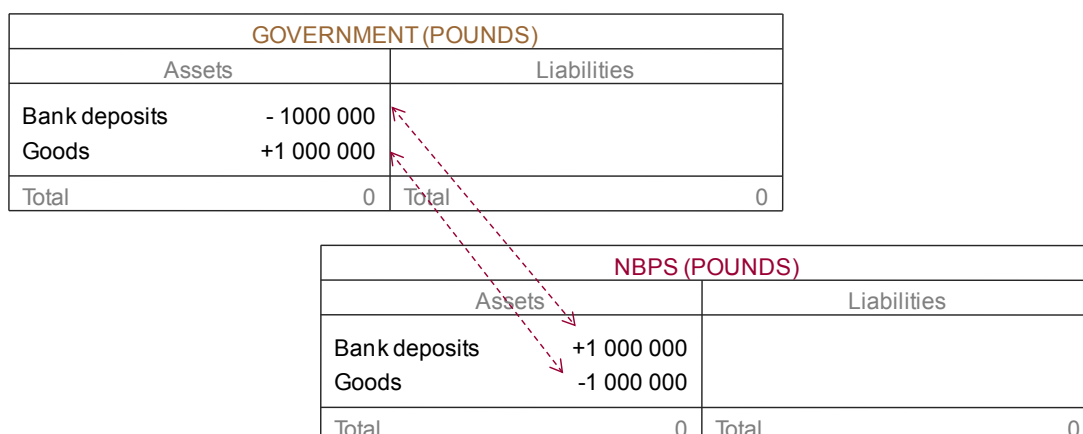 GOVERNMENT (POUNDS)
Assets Liabilities
Bank deposits - 1000 000
Goods +1 000 000
Total 0 Total 0
NBPS (POUNDS)
Assets Liabilities
Bank deposits +1 000 000
Goods -1 000 000
Total 0 Total 0